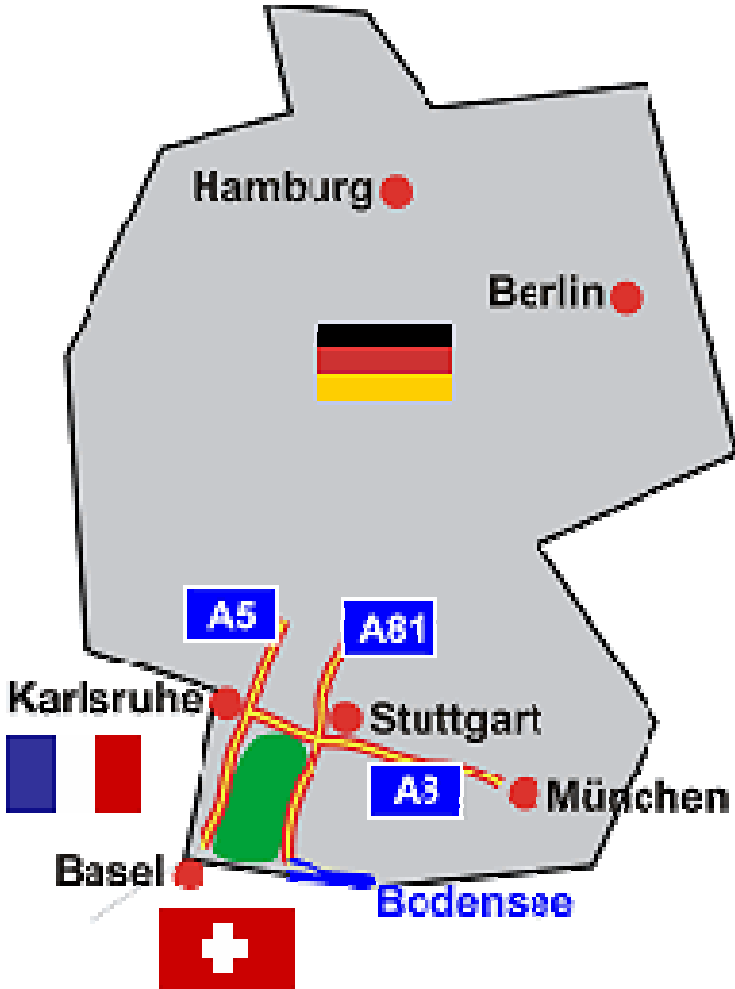 Hamburg
Berlin
A5
A81
Karlsruhe
Stuttgart
A8
München
Basel
Bodensee